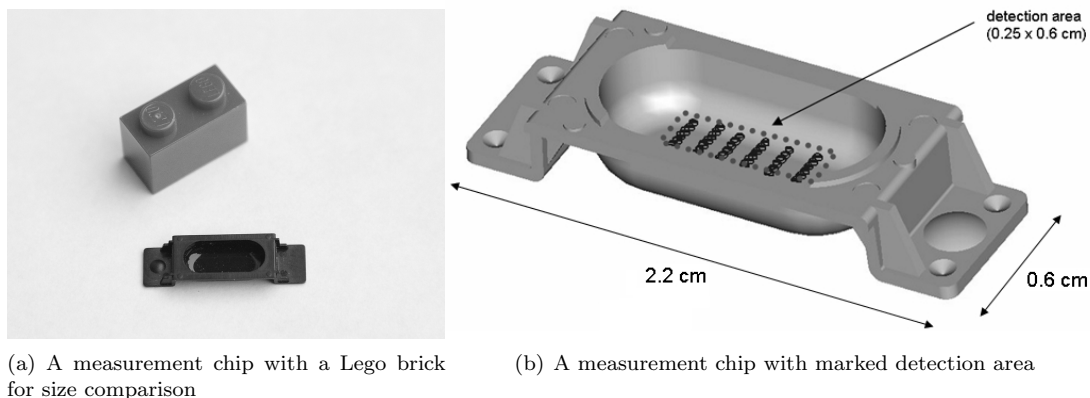 detection area
(0.25 x 0.6 cm)
2.2 cm
0.6 cm
(a) A measurement chip with a Lego brick
for size comparison
(b) A measurement chip with marked detection area